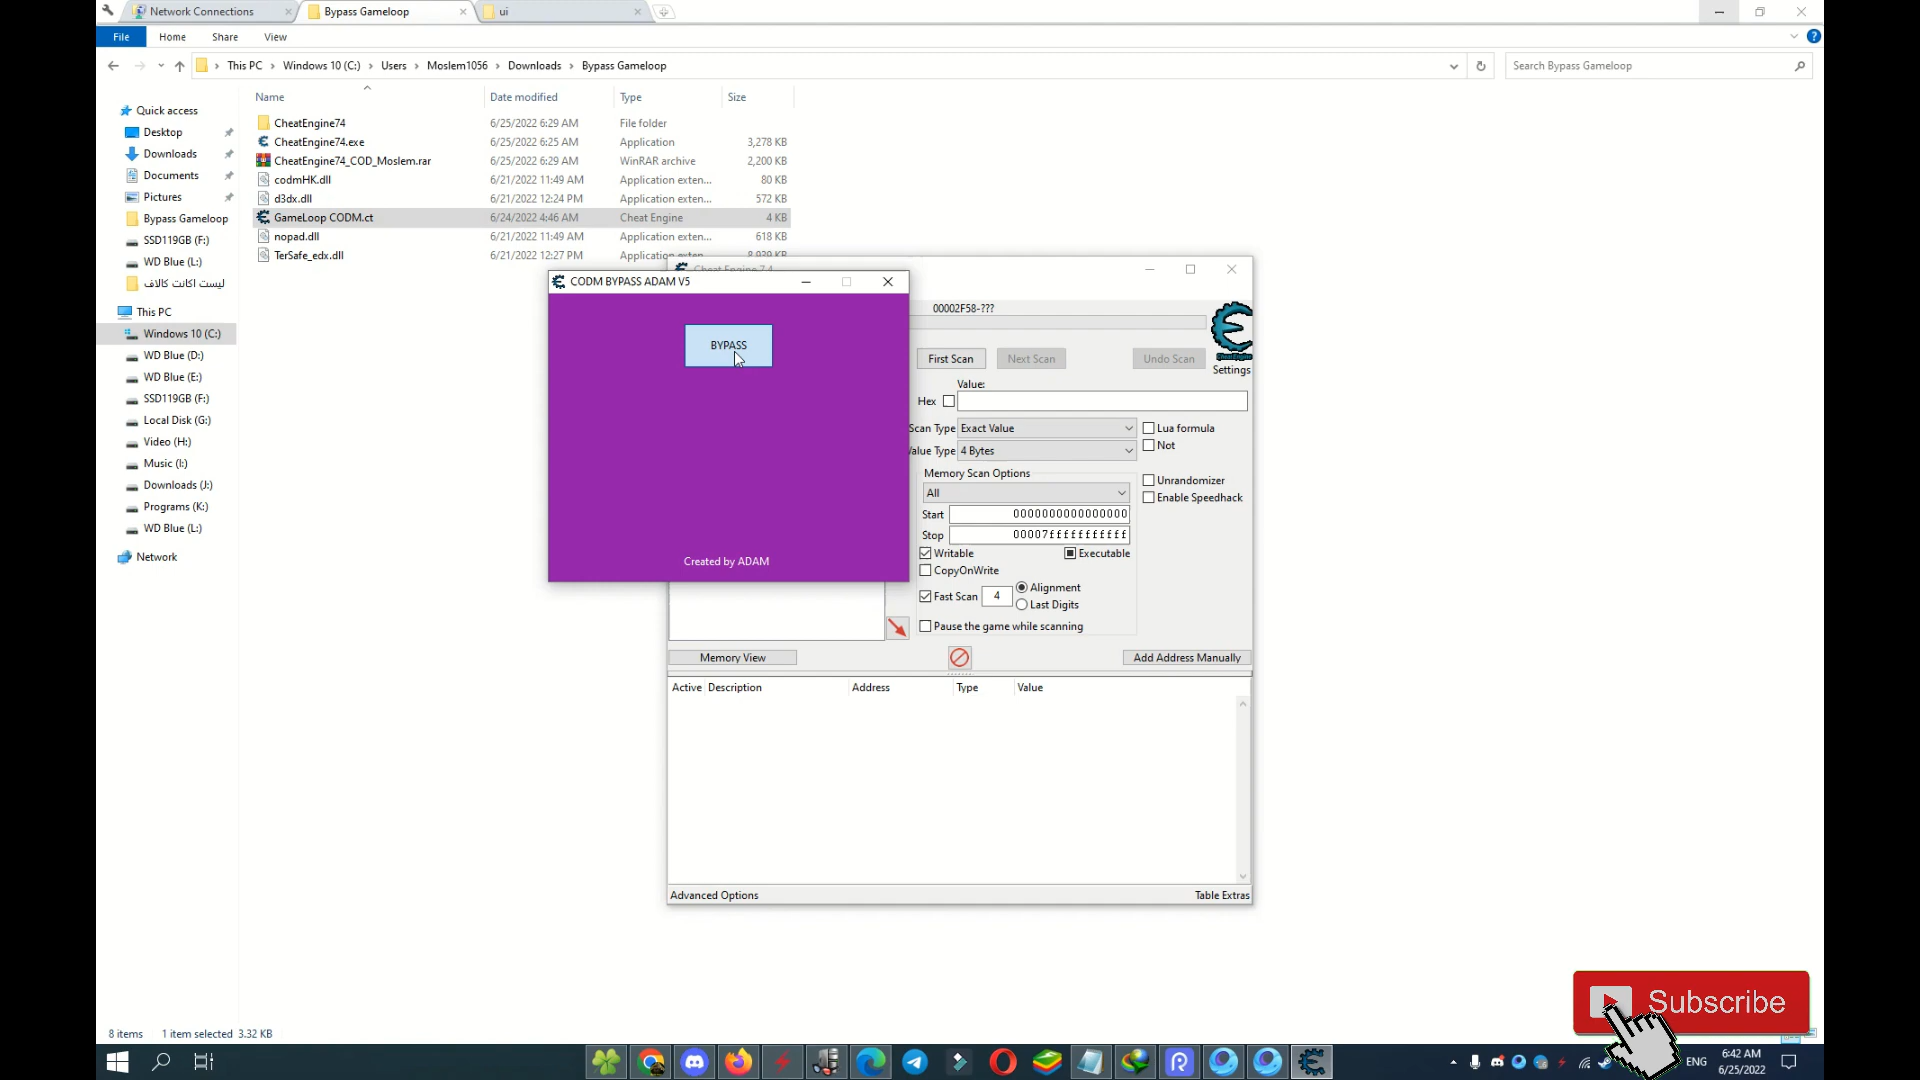 Network Connections
Bypass Gameloop
ui
File
Home
Share
View
This PC
Windows 10 (C:)
Users
Moslem1056
Downloads
Bypass Gameloop
Search Bypass Gameloop
Name
Date modified
Type
Size
CheatEngine74 6/25/2022 6:29 AM File folder
CheatEngine74.exe 6/25/2022 6:25 AM Application 3,278 KB
CheatEngine74_COD_Moslem.rar 6/25/2022 6:29 AM WinRAR archive 2,200 KB
codmHK.dll 6/21/2022 11:49 AM Application exten... 80 KB
d3dx.dll 6/21/2022 12:24 PM Application exten... 572 KB
GameLoop CODM.ct 6/24/2022 4:46 AM Cheat Engine 4 KB
nopad.dll 6/21/2022 11:49 AM Application exten... 618 KB
TerSafe_edx.dll 6/21/2022 12:27 PM Application exten... 8,939 KB
Quick access
Desktop
Downloads
Documents
Pictures
Bypass Gameloop
SSD119GB (F:)
WD Blue (L:)
ليست اكانت كالاف
This PC
Windows 10 (C:)
WD Blue (D:)
WD Blue (E:)
SSD119GB (F:)
Local Disk (G:)
Video (H:)
Music (I:)
Downloads (J:)
Programs (K:)
WD Blue (L:)
Network
Cheat Engine 7.4
CODM BYPASS ADAM V5
BYPASS
Created by ADAM
00002F58-???
First Scan
Next Scan
Undo Scan
Settings
Value:
Hex
Scan Type Exact Value
Lua formula
Not
Value Type 4 Bytes
Memory Scan Options
All
Unrandomizer
Enable Speedhack
Start 0000000000000000
Stop 00007fffffffffff
Writable
Executable
CopyOnWrite
Fast Scan 4
Alignment
Last Digits
Pause the game while scanning
Memory View
Add Address Manually
Active Description Address Type Value
Advanced Options
Table Extras
Subscribe
8 items 1 item selected 3.32 KB
ENG
6:42 AM
6/25/2022